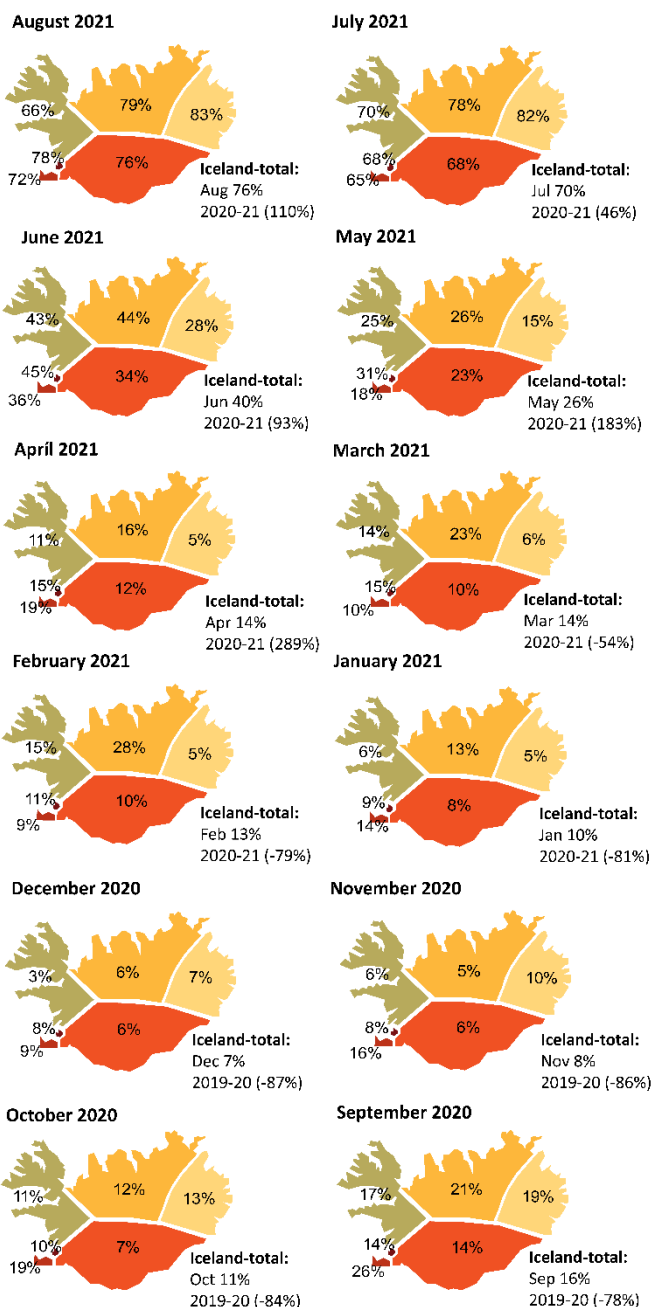 August 2021
66%
79%
83%
78%
76%
72%
Iceland-total:
Aug 76%
2020-21 (110%)
July 2021
70%
78%
82%
68%
68%
65%
Iceland-total:
Jul 70%
2020-21 (46%)
June 2021
43%
44%
28%
45%
34%
36%
Iceland-total:
Jun 40%
2020-21 (93%)
May 2021
25%
26%
15%
31%
23%
18%
Iceland-total:
May 26%
2020-21 (183%)
Apríl 2021
11%
16%
5%
15%
12%
19%
Iceland-total:
Apr 14%
2020-21 (289%)
March 2021
14%
23%
6%
15%
10%
10%
Iceland-total:
Mar 14%
2020-21 (-54%)
February 2021
15%
28%
5%
11%
10%
9%
Iceland-total:
Feb 13%
2020-21 (-79%)
January 2021
6%
13%
5%
9%
8%
14%
Iceland-total:
Jan 10%
2020-21 (-81%)
December 2020
3%
6%
7%
8%
6%
9%
Iceland-total:
Dec 7%
2019-20 (-87%)
November 2020
6%
5%
10%
8%
6%
16%
Iceland-total:
Nov 8%
2019-20 (-86%)
October 2020
11%
12%
13%
10%
7%
19%
Iceland-total:
Oct 11%
2019-20 (-84%)
September 2020
17%
21%
19%
14%
14%
26%
Iceland-total:
Sep 16%
2019-20 (-78%)